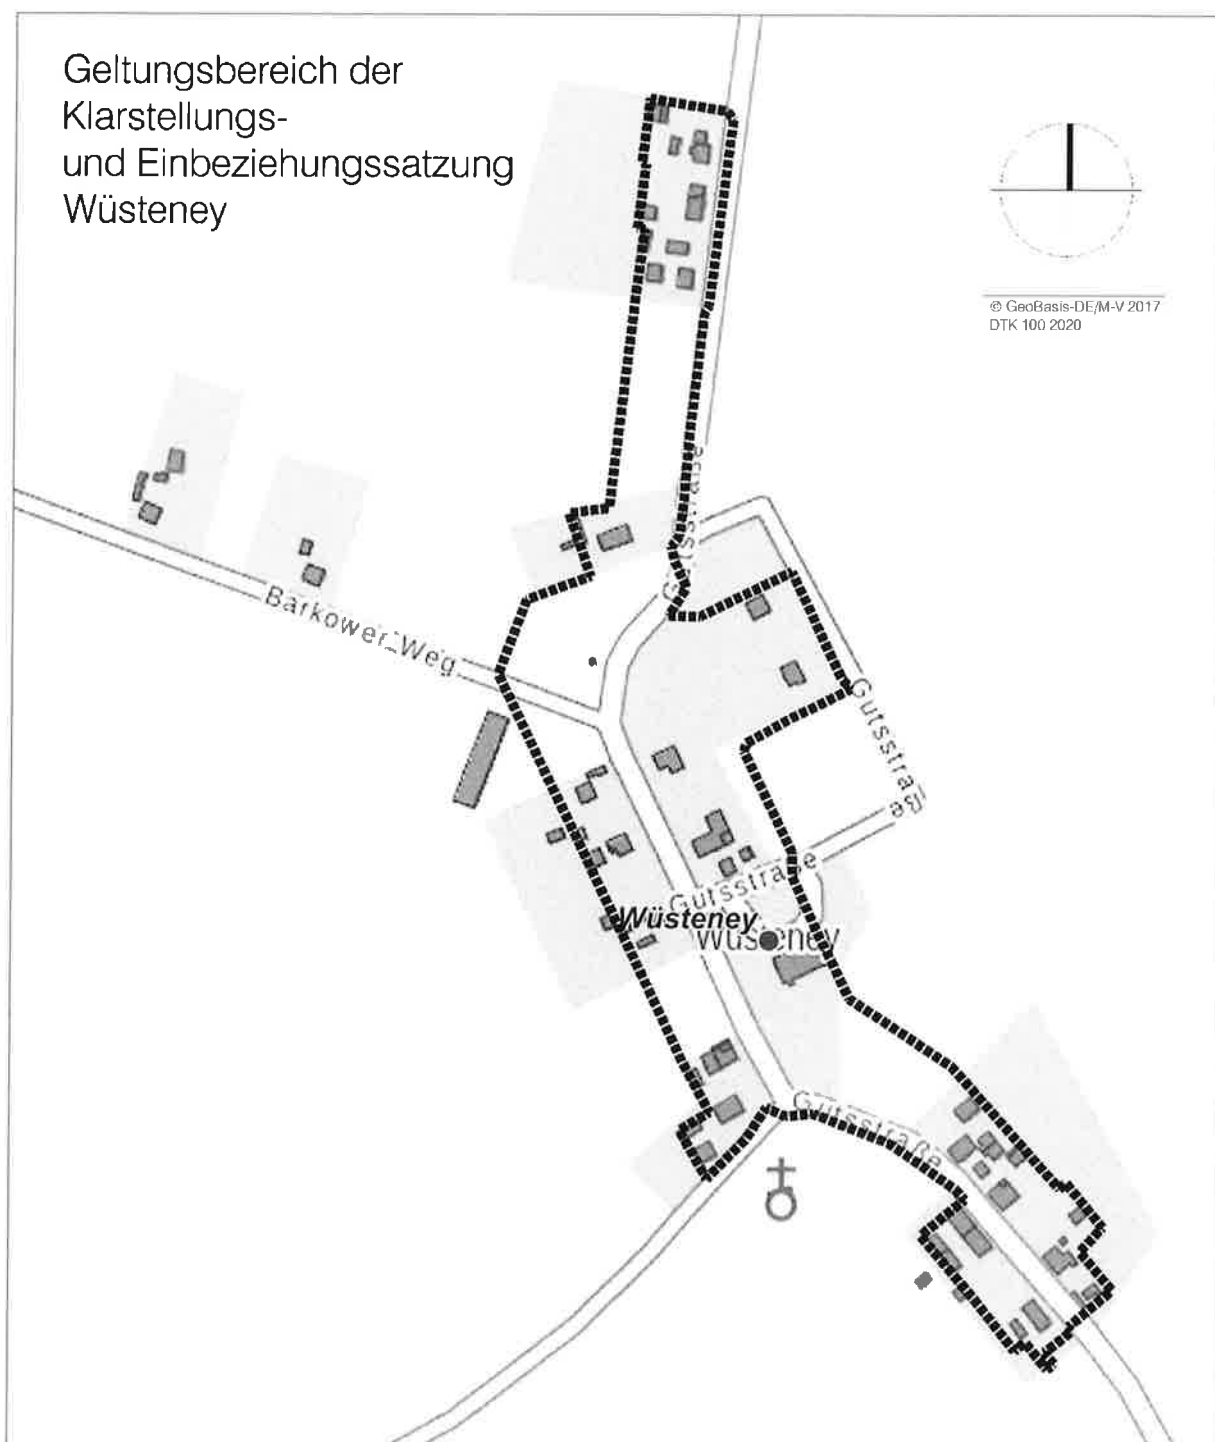 Geltungsbereich der
Klarstellungs-
und Einbeziehungssatzung
Wüsteney
© GeoBasis-DE/M-V 2017
DTK 100 2020
Gutsstraße
Barkower Weg
Gutsstraße
Gutsstraße
Wüsteney
Wüsteney
Gutsstraße